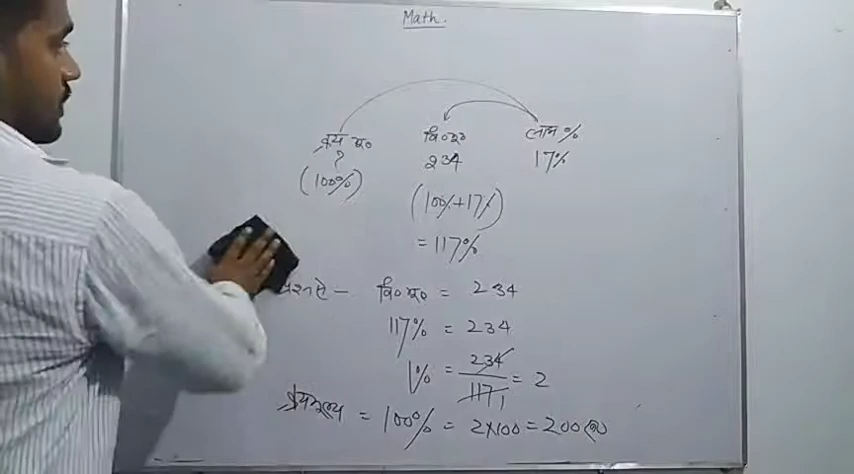 Math.
क्रय मू० वि०मू० लाभ %
? 234 17%
(100%) (100%+17%)
= 117%
प्रश्न से – वि०मू० = 234
117% = 234
1% = 234/117 = 2
क्रयमूल्य = 100% = 2×100 = 200 रु०